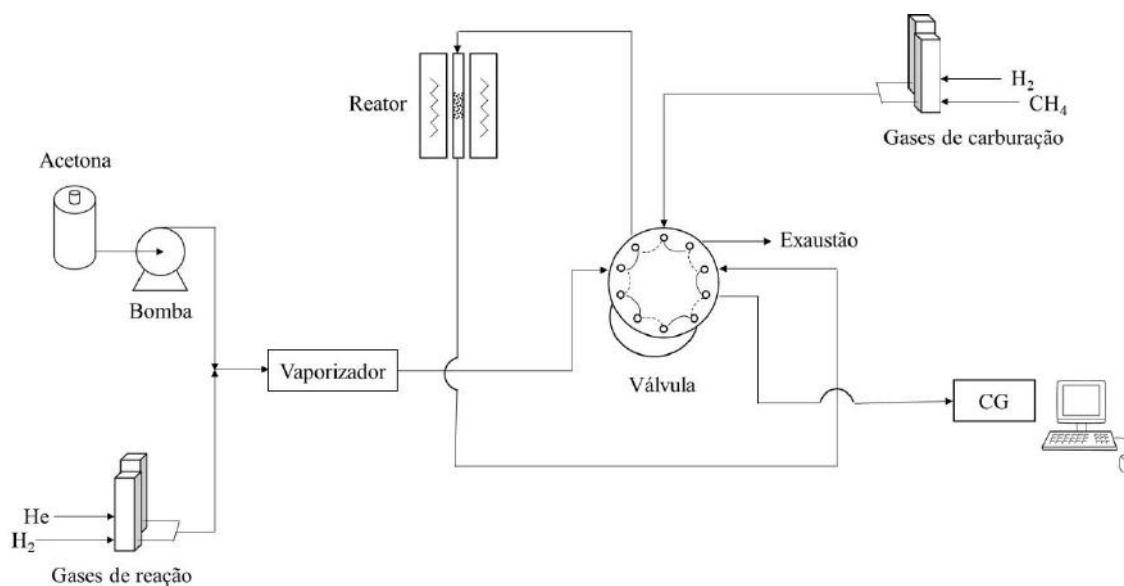 Reator
H₂
CH₄
Gases de carburação
Acetona
Exaustão
Bomba
Vaporizador
Válvula
CG
He
H₂
Gases de reação